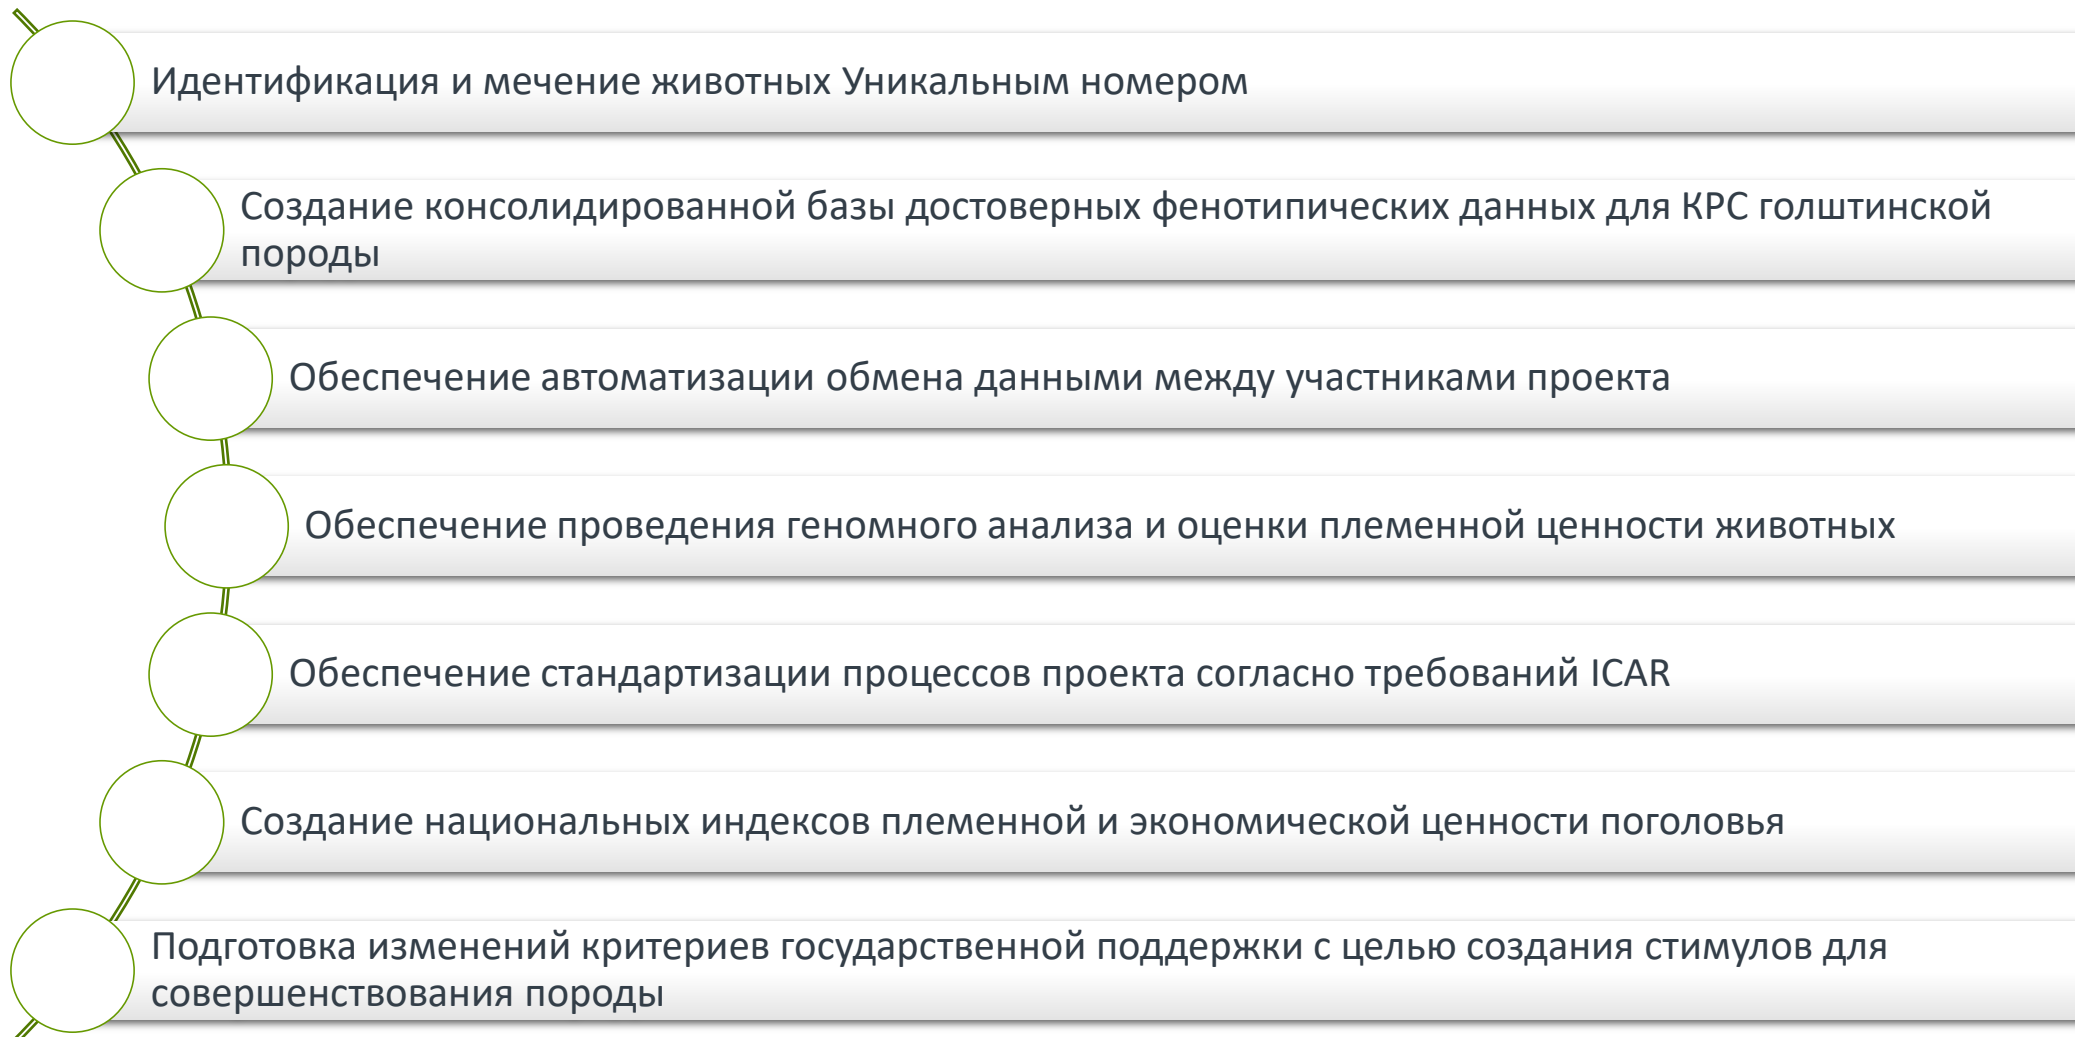 Идентификация и мечение животных Уникальным номером
Создание консолидированной базы достоверных фенотипических данных для КРС голштинской
породы
Обеспечение автоматизации обмена данными между участниками проекта
Обеспечение проведения геномного анализа и оценки племенной ценности животных
Обеспечение стандартизации процессов проекта согласно требований ICAR
Создание национальных индексов племенной и экономической ценности поголовья
Подготовка изменений критериев государственной поддержки с целью создания стимулов для
совершенствования породы